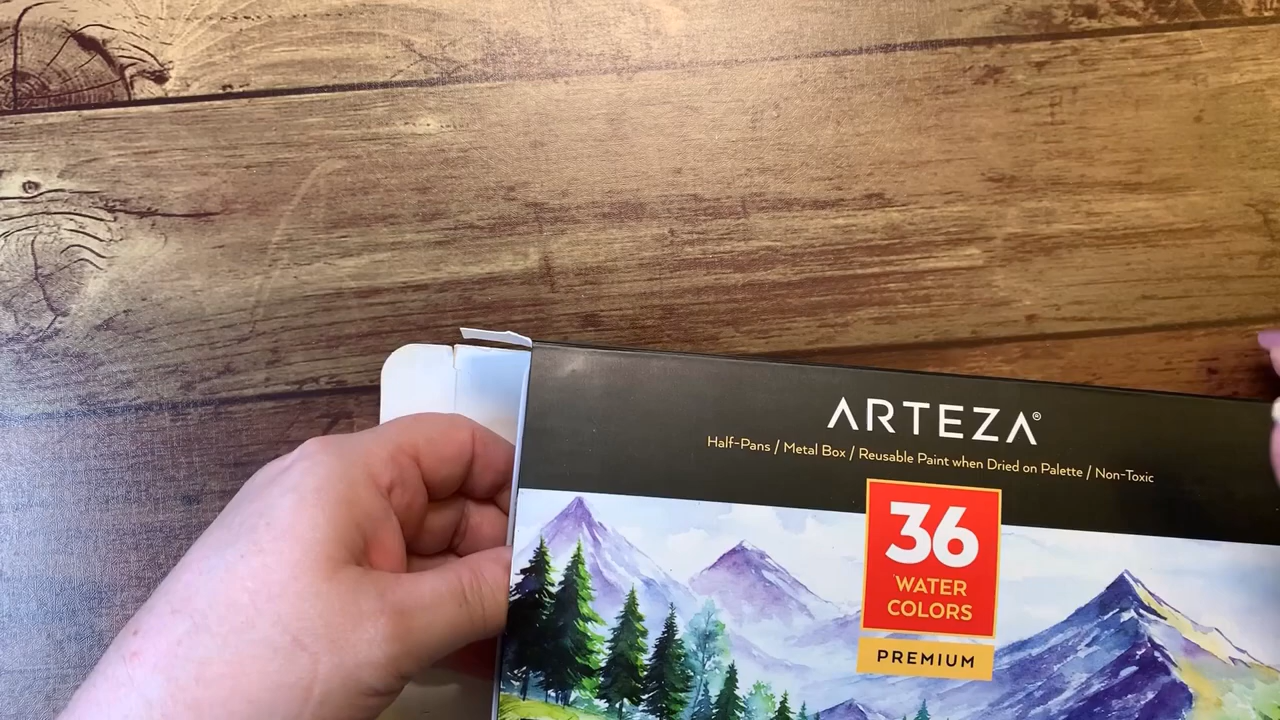 ARTEZA®
Half-Pans / Metal Box / Reusable Paint when Dried on Palette / Non-Toxic
36
WATER
COLORS
PREMIUM